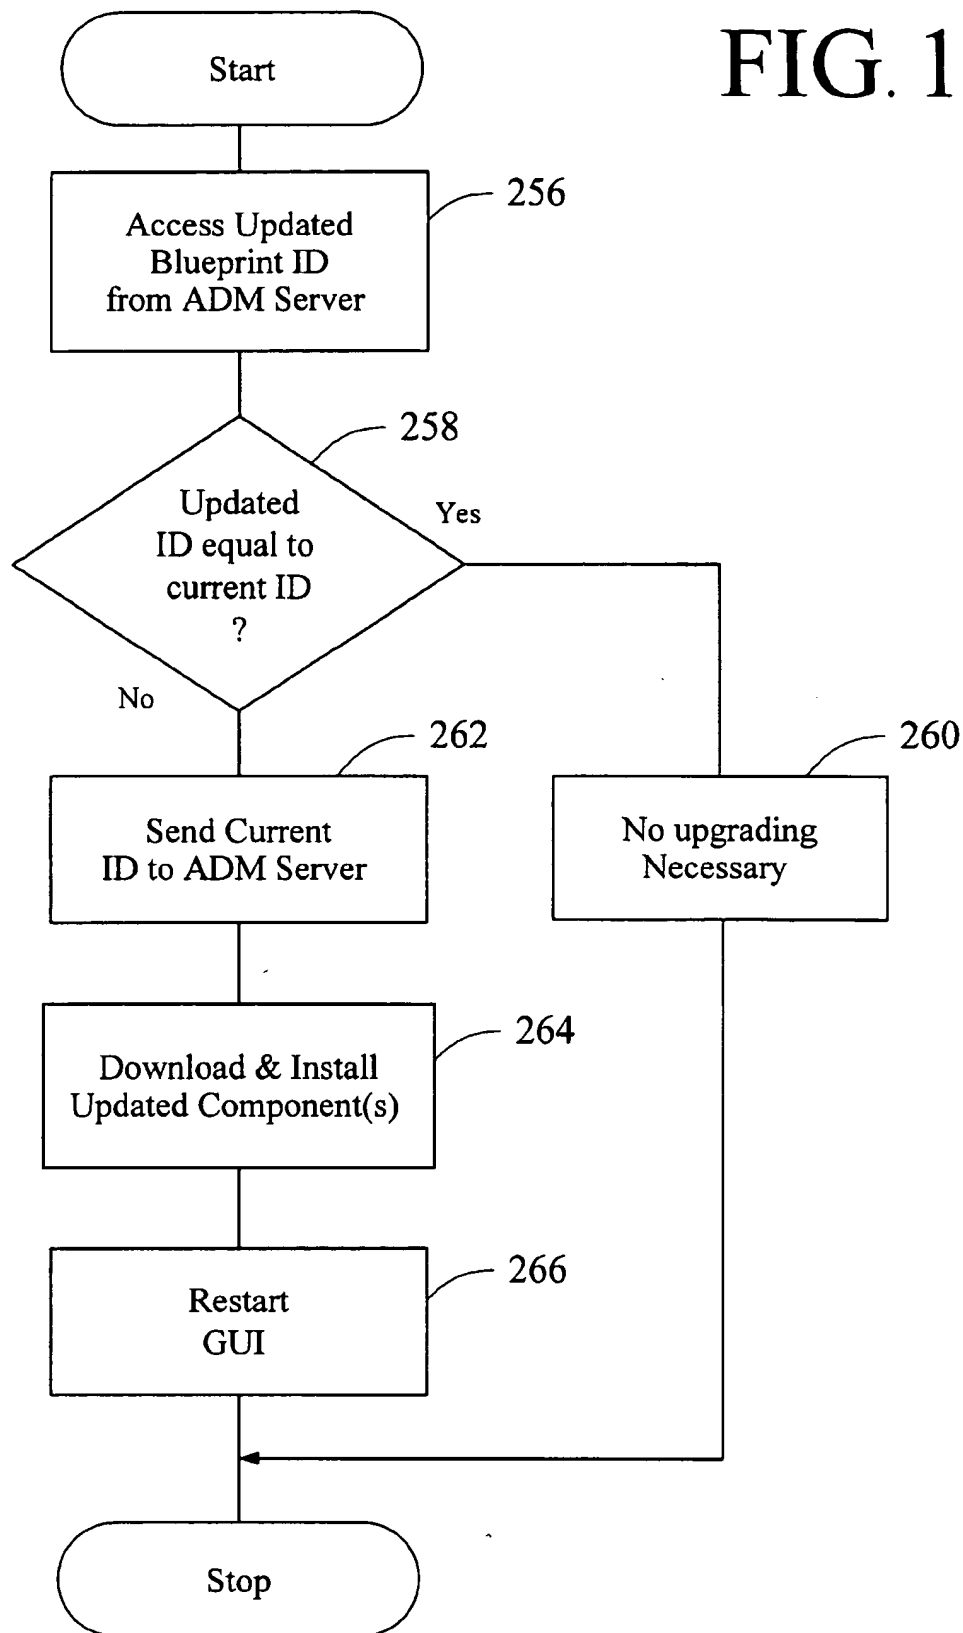 FIG. 1
Start
256
Access Updated
Blueprint ID
from ADM Server
258
Updated
ID equal to
current ID
?
Yes
No
262
Send Current
ID to ADM Server
260
No upgrading
Necessary
264
Download & Install
Updated Component(s)
266
Restart
GUI
Stop